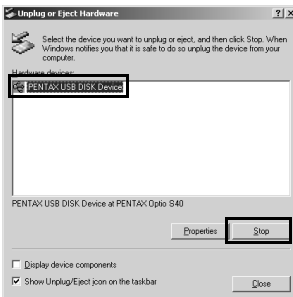 Unplug or Eject Hardware
Select the device you want to unplug or eject, and then click Stop. When
Windows notifies you that it is safe to do so unplug the device from your
computer.
Hardware devices:
PENTAX USB DISK Device
PENTAX USB DISK Device at PENTAX Optio S40
Properties Stop
Display device components
Show Unplug/Eject icon on the taskbar
Close